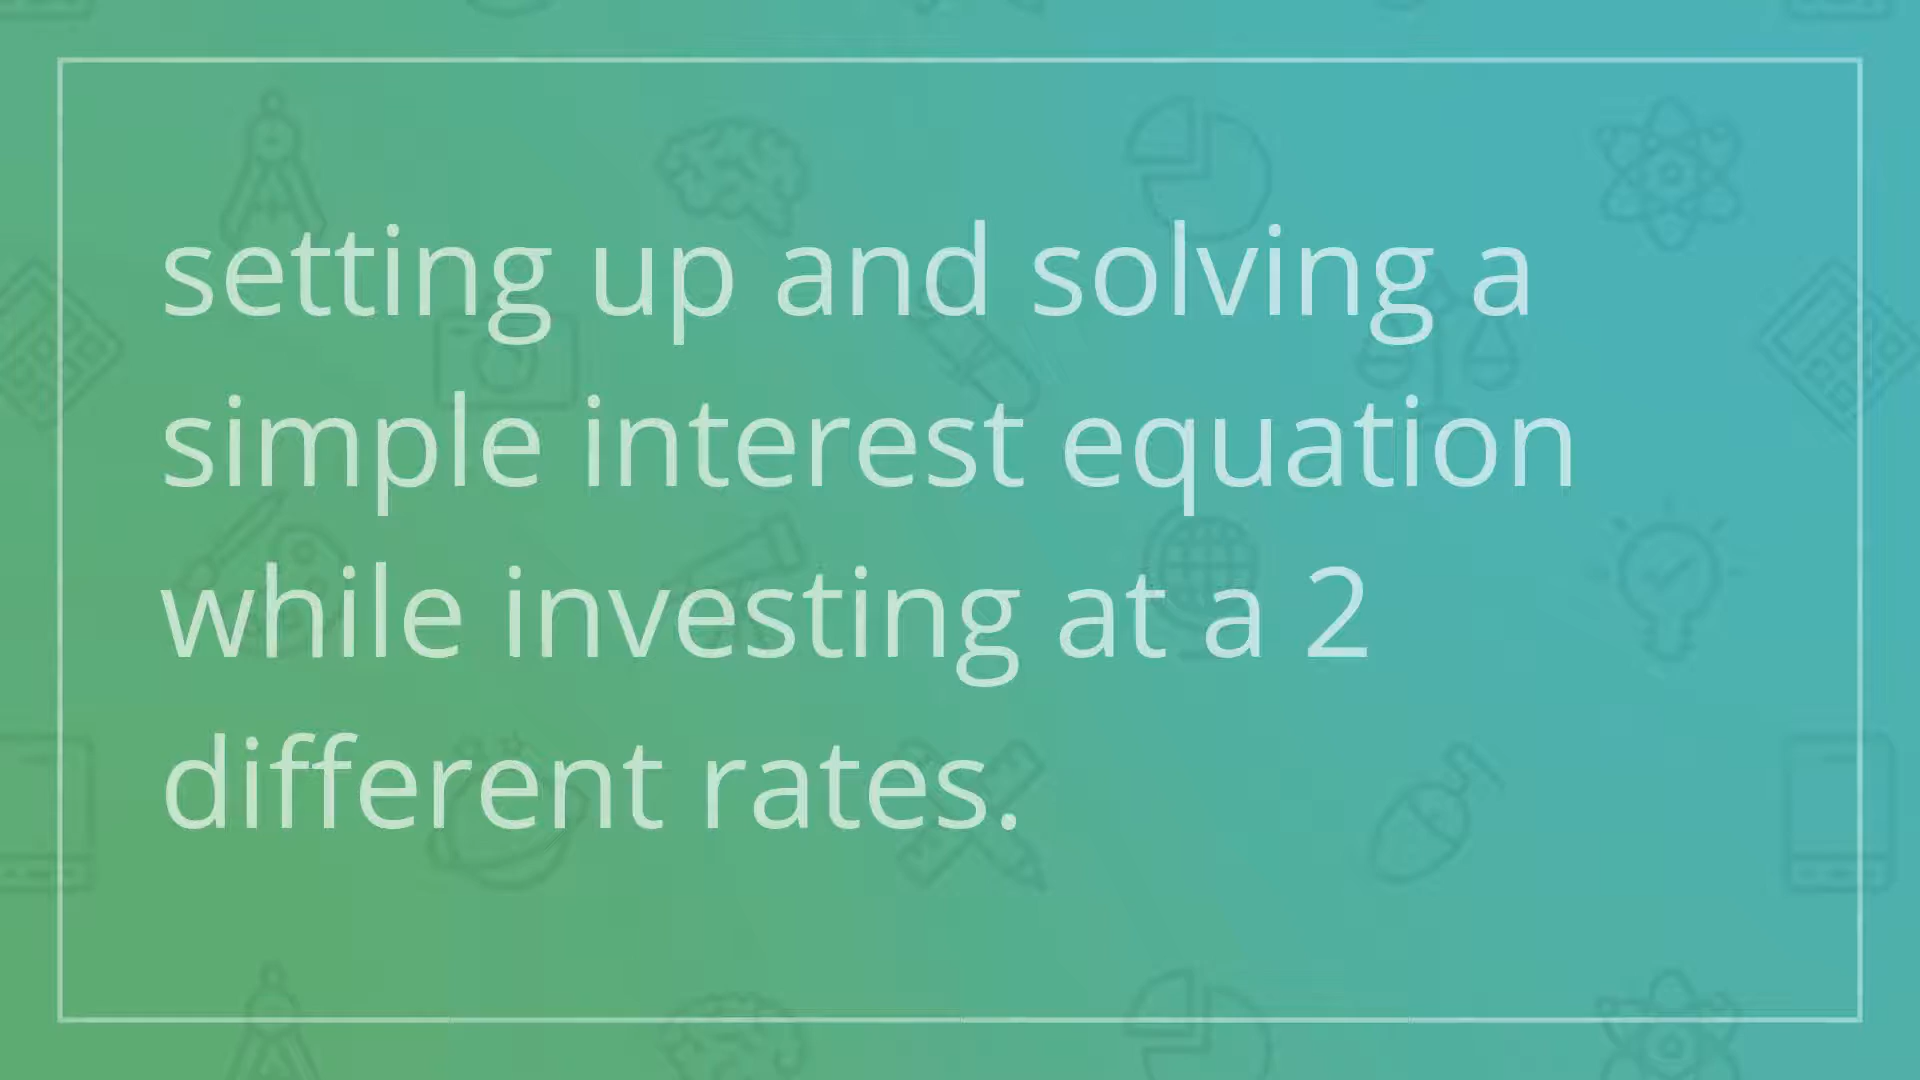 setting up and solving a
simple interest equation
while investing at a 2
different rates.